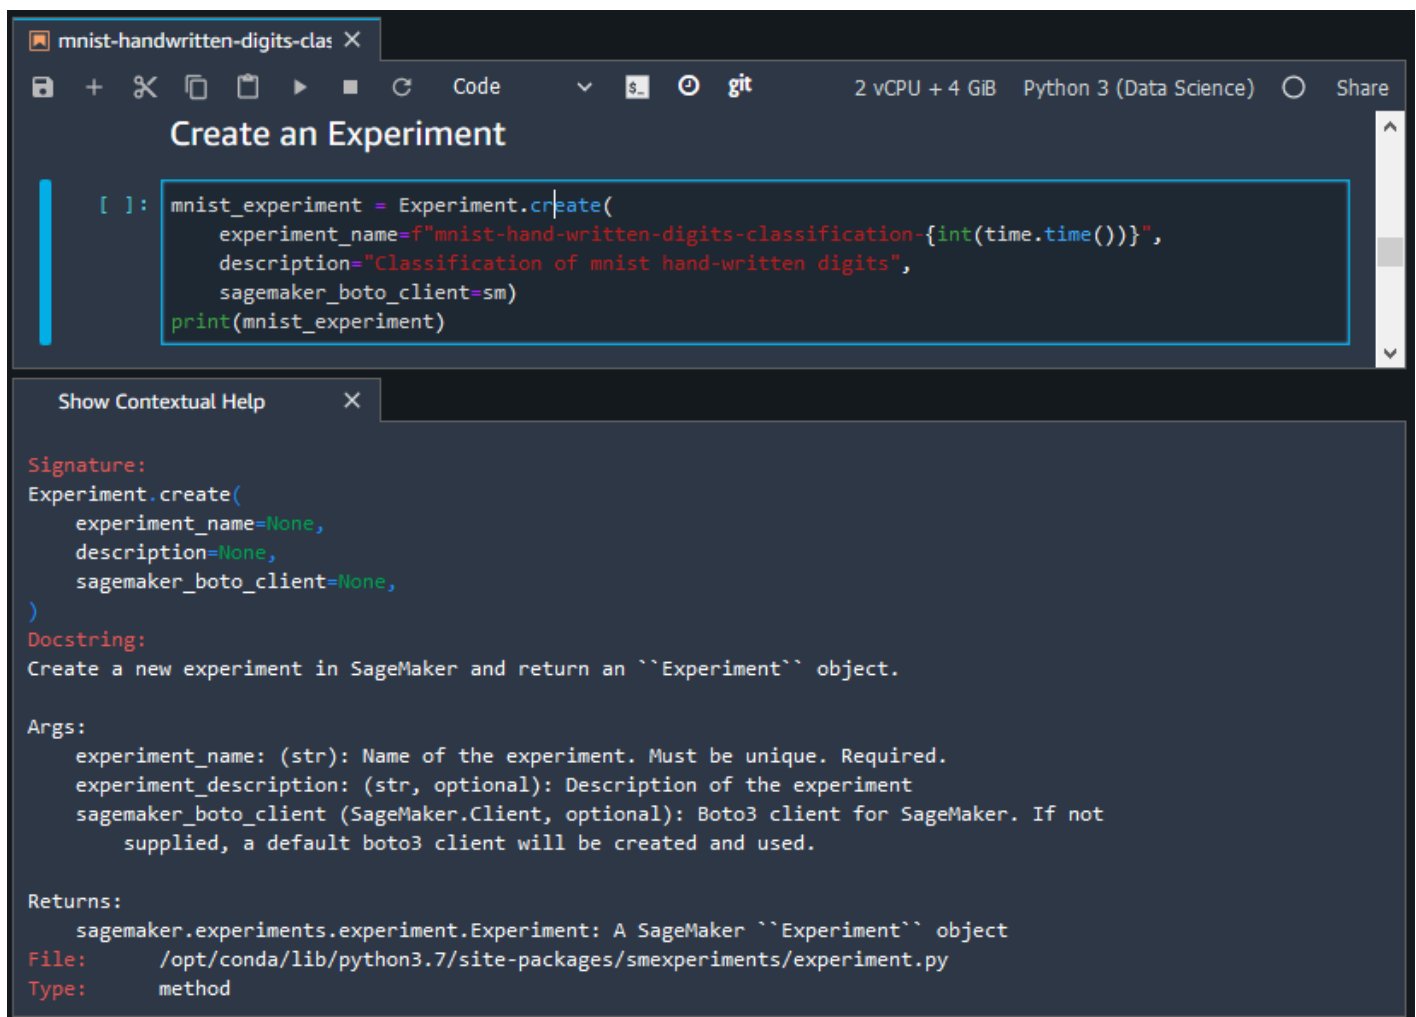 mnist-handwritten-digits-clas
Code
git
2 vCPU + 4 GiB
Python 3 (Data Science)
Share
Create an Experiment
[ ]:
mnist_experiment = Experiment.create(
    experiment_name=f"mnist-hand-written-digits-classification-{int(time.time())}",
    description="Classification of mnist hand-written digits",
    sagemaker_boto_client=sm)
print(mnist_experiment)
Show Contextual Help
Signature:
Experiment.create(
    experiment_name=None,
    description=None,
    sagemaker_boto_client=None,
)
Docstring:
Create a new experiment in SageMaker and return an ``Experiment`` object.
Args:
    experiment_name: (str): Name of the experiment. Must be unique. Required.
    experiment_description: (str, optional): Description of the experiment
    sagemaker_boto_client (SageMaker.Client, optional): Boto3 client for SageMaker. If not
        supplied, a default boto3 client will be created and used.
Returns:
    sagemaker.experiments.experiment.Experiment: A SageMaker ``Experiment`` object
File: /opt/conda/lib/python3.7/site-packages/smexperiments/experiment.py
Type: method